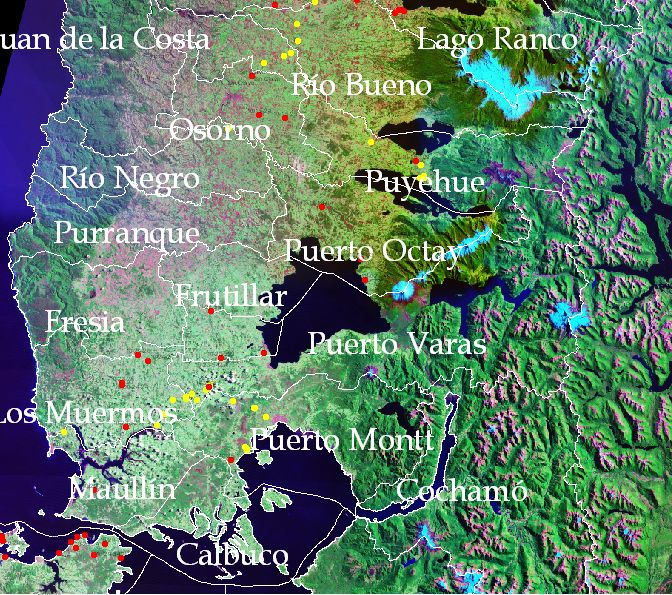 uan de la Costa
Lago Ranco
Río Bueno
Osorno
Río Negro
Puyehue
Purranque
Puerto Octay
Frutillar
Fresia
Puerto Varas
Los Muermos
Puerto Montt
Maullín
Cochamó
Calbuco